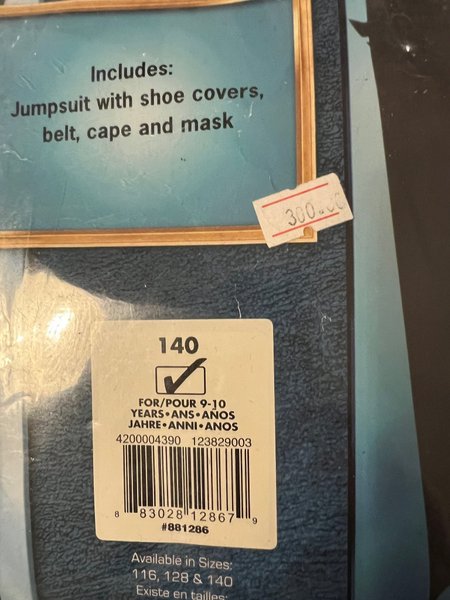 Includes:
Jumpsuit with shoe covers,
belt, cape and mask
300.00
140
FOR/POUR 9-10
YEARS•ANS•AÑOS
JAHRE•ANNI•ANOS
4200004390 123829003
8 83028 12867 9
#881286
Available in Sizes:
116, 128 & 140
Existe en tailles: